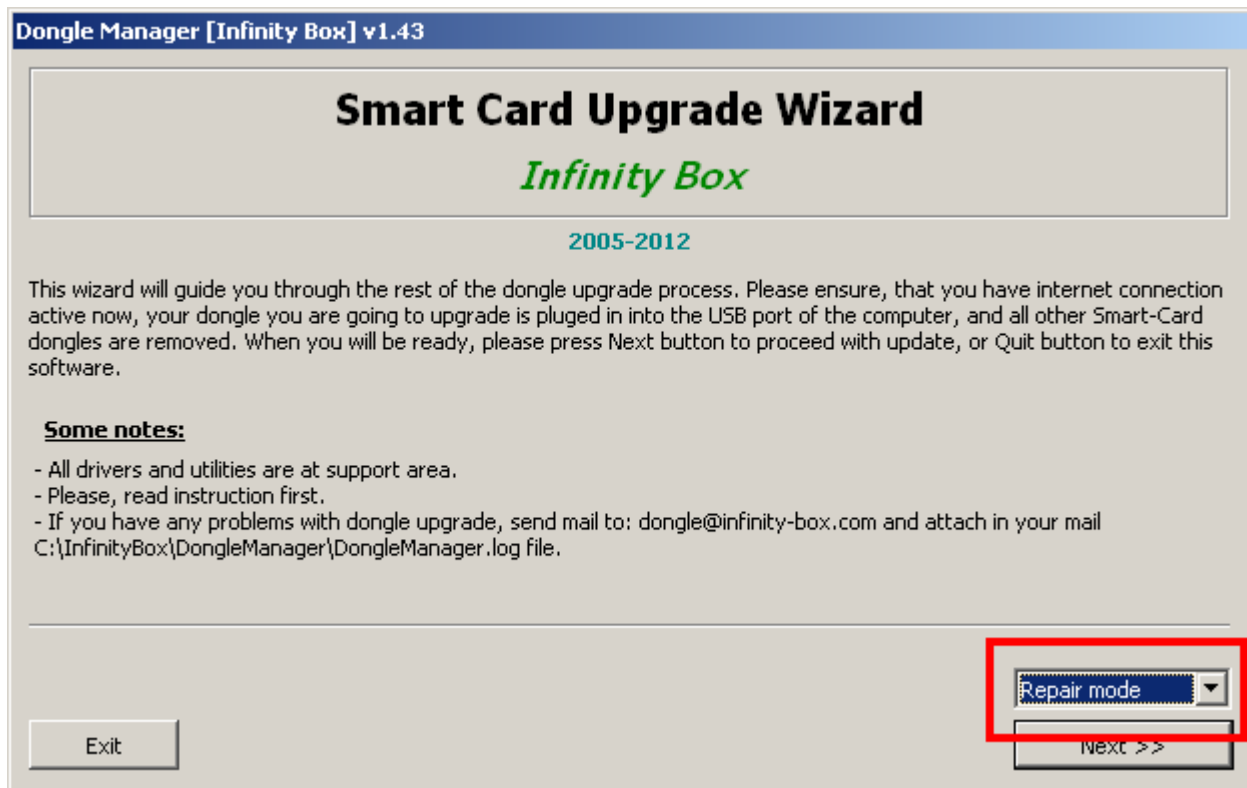 Dongle Manager [Infinity Box] v1.43
Smart Card Upgrade Wizard
Infinity Box
2005-2012
This wizard will guide you through the rest of the dongle upgrade process. Please ensure, that you have internet connection
active now, your dongle you are going to upgrade is pluged in into the USB port of the computer, and all other Smart-Card
dongles are removed. When you will be ready, please press Next button to proceed with update, or Quit button to exit this
software.
Some notes:
- All drivers and utilities are at support area.
- Please, read instruction first.
- If you have any problems with dongle upgrade, send mail to: dongle@infinity-box.com and attach in your mail
C:\InfinityBox\DongleManager\DongleManager.log file.
Repair mode
Exit
Next >>